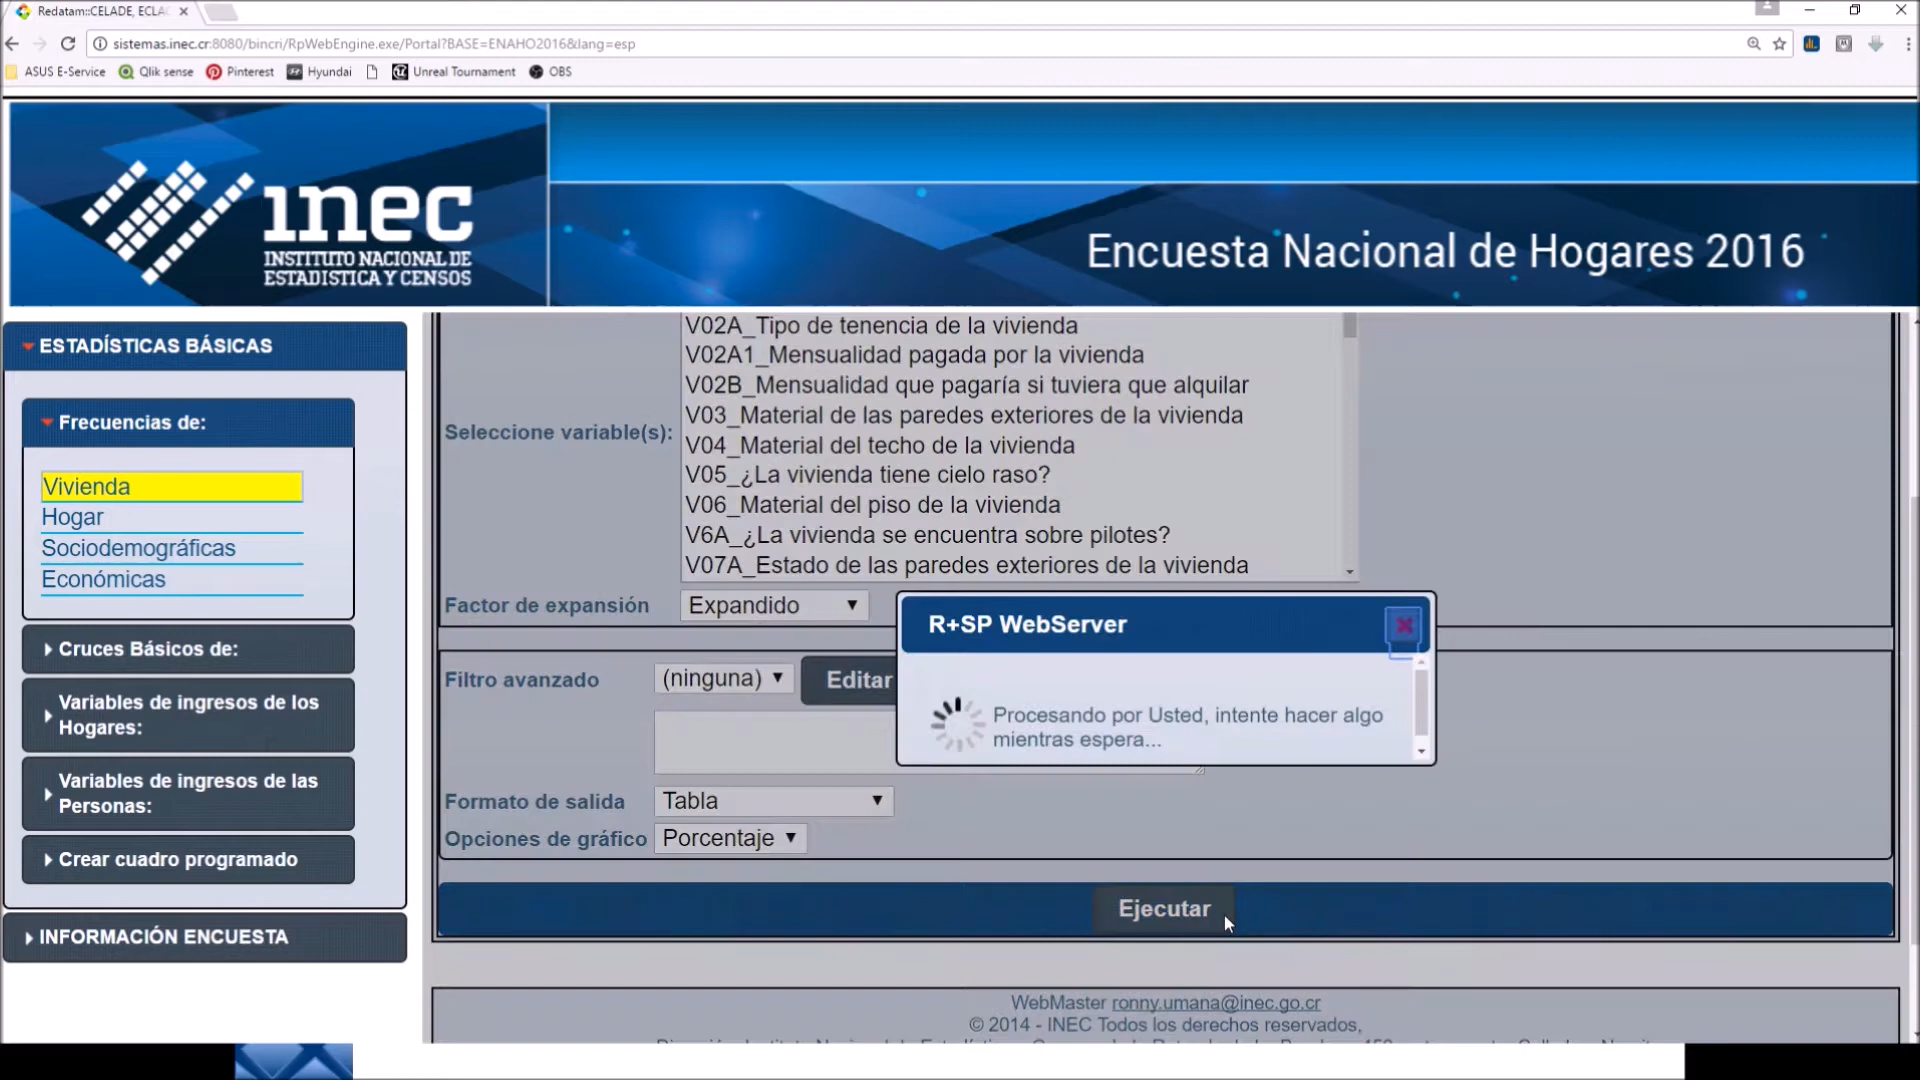 Redatam::CELADE, ECLA
sistemas.inec.cr:8080/bincri/RpWebEngine.exe/Portal?BASE=ENAHO2016&lang=esp
ASUS E-Service
Qlik sense
Pinterest
Hyundai
Unreal Tournament
OBS
inec
INSTITUTO NACIONAL DE
ESTADISTICA Y CENSOS
Encuesta Nacional de Hogares 2016
ESTADÍSTICAS BÁSICAS
Frecuencias de:
Vivienda
Hogar
Sociodemográficas
Económicas
Cruces Básicos de:
Variables de ingresos de los
Hogares:
Variables de ingresos de las
Personas:
Crear cuadro programado
INFORMACIÓN ENCUESTA
Seleccione variable(s):
V02A_Tipo de tenencia de la vivienda
V02A1_Mensualidad pagada por la vivienda
V02B_Mensualidad que pagaría si tuviera que alquilar
V03_Material de las paredes exteriores de la vivienda
V04_Material del techo de la vivienda
V05_¿La vivienda tiene cielo raso?
V06_Material del piso de la vivienda
V6A_¿La vivienda se encuentra sobre pilotes?
V07A_Estado de las paredes exteriores de la vivienda
Factor de expansión
Expandido
Filtro avanzado
(ninguna)
Editar
R+SP WebServer
Procesando por Usted, intente hacer algo
mientras espera...
Formato de salida
Tabla
Opciones de gráfico
Porcentaje
Ejecutar
WebMaster ronny.umana@inec.go.cr
© 2014 - INEC Todos los derechos reservados,